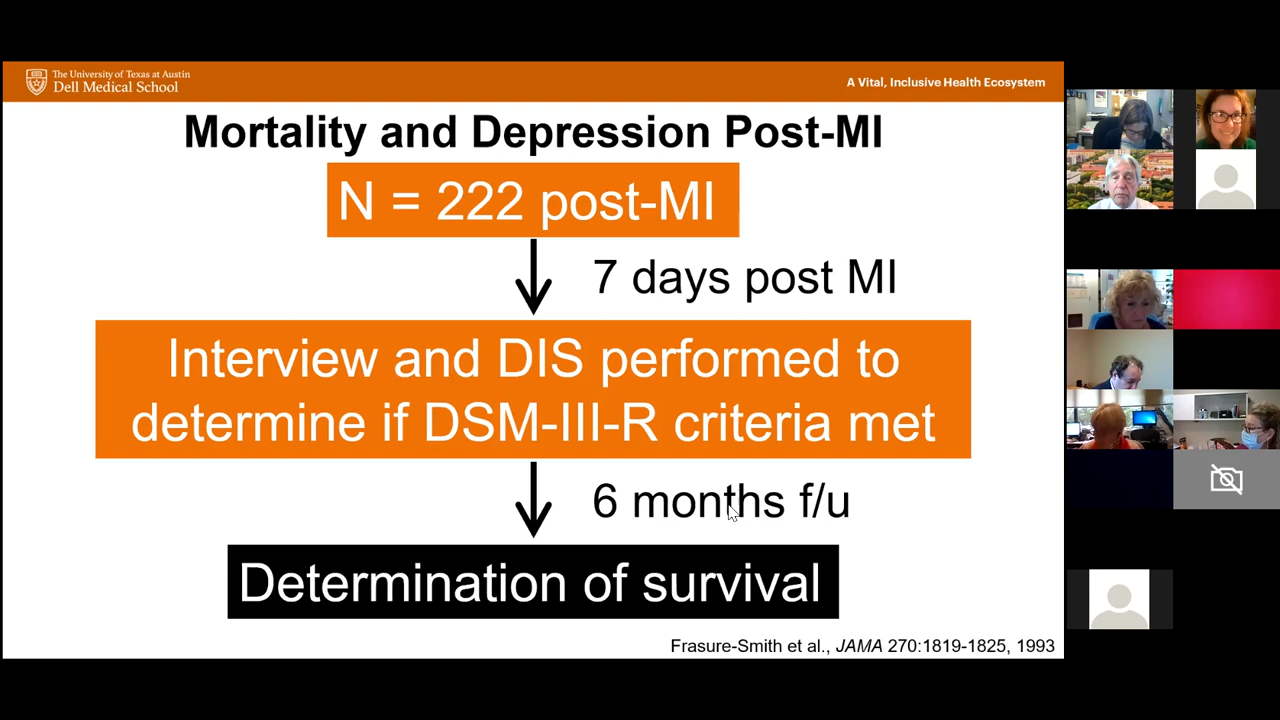 The University of Texas at Austin
Dell Medical School
A Vital, Inclusive Health Ecosystem
Mortality and Depression Post-MI
N = 222 post-MI
7 days post MI
Interview and DIS performed to
determine if DSM-III-R criteria met
6 months f/u
Determination of survival
Frasure-Smith et al., JAMA 270:1819-1825, 1993